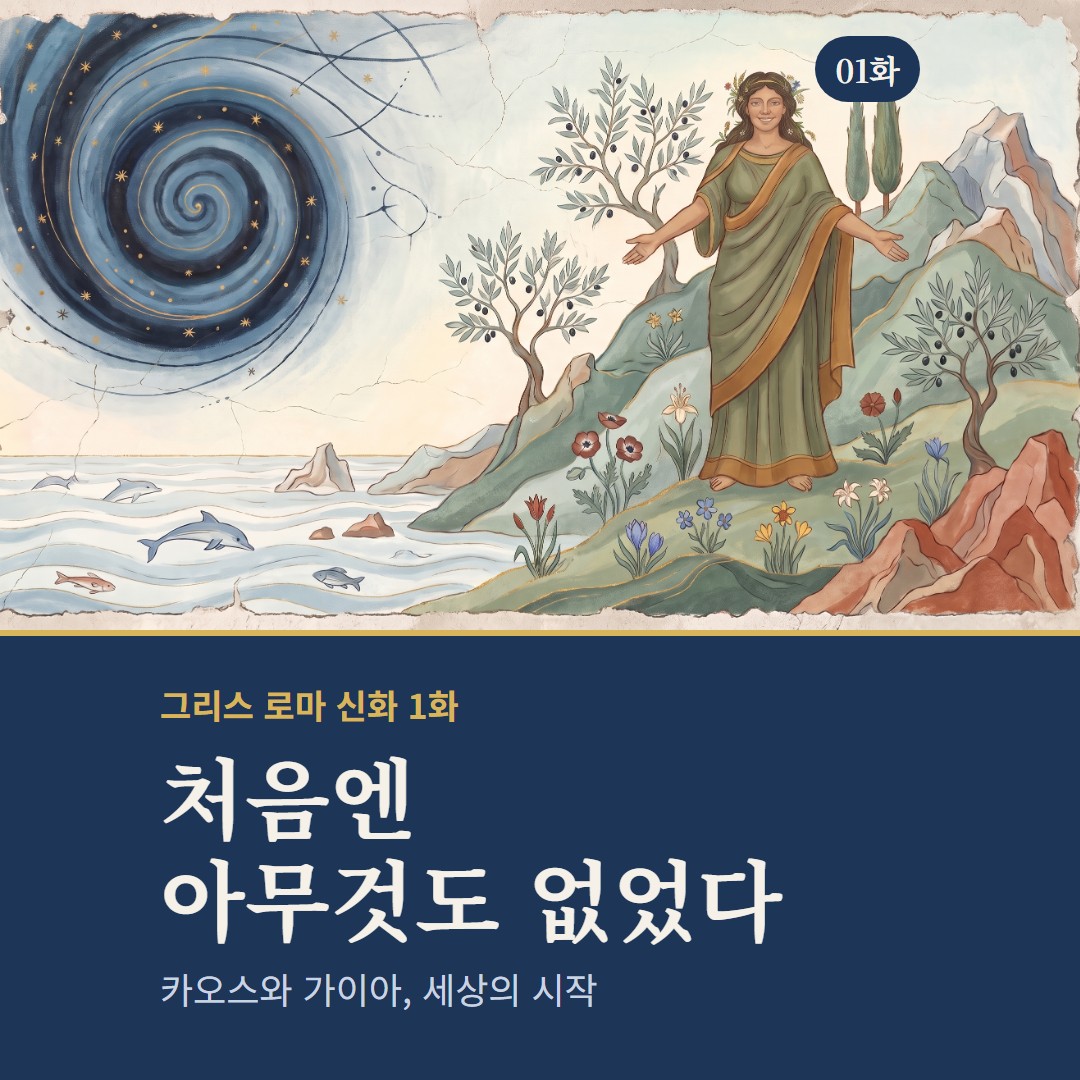 01화
그리스 로마 신화 1화
처음엔
아무것도 없었다
카오스와 가이아, 세상의 시작